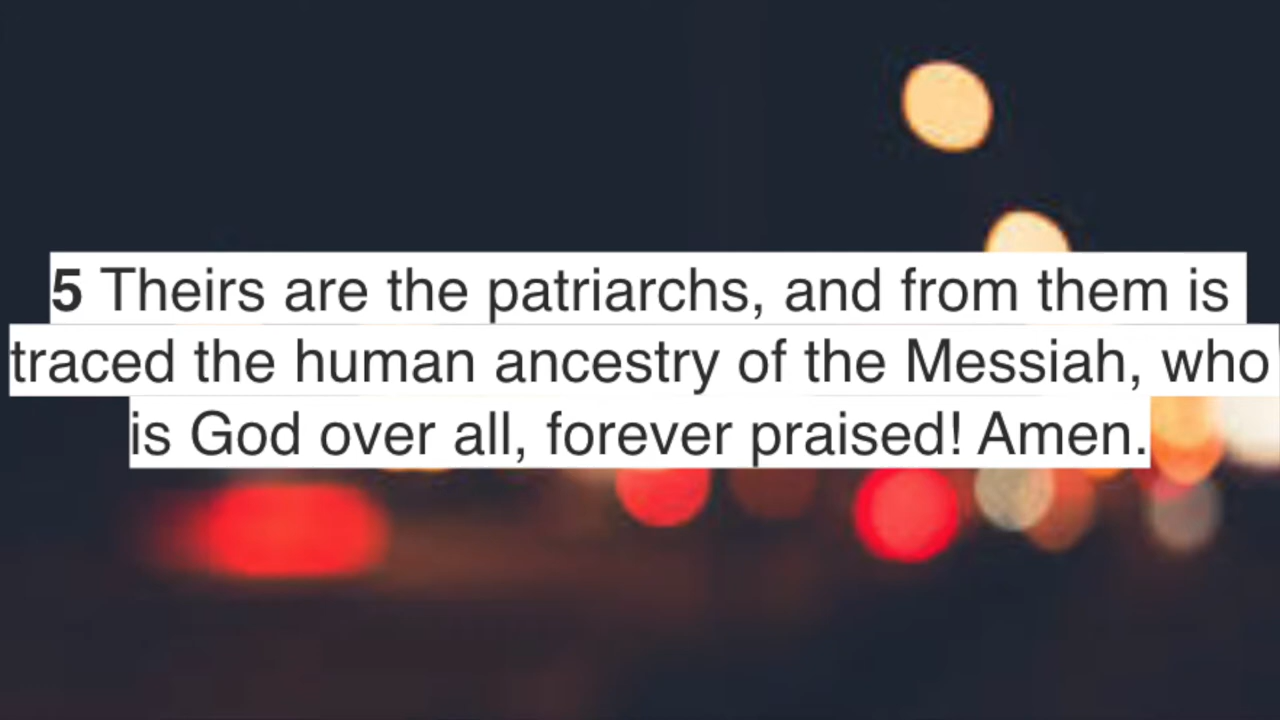 5 Theirs are the patriarchs, and from them is
traced the human ancestry of the Messiah, who
is God over all, forever praised! Amen.